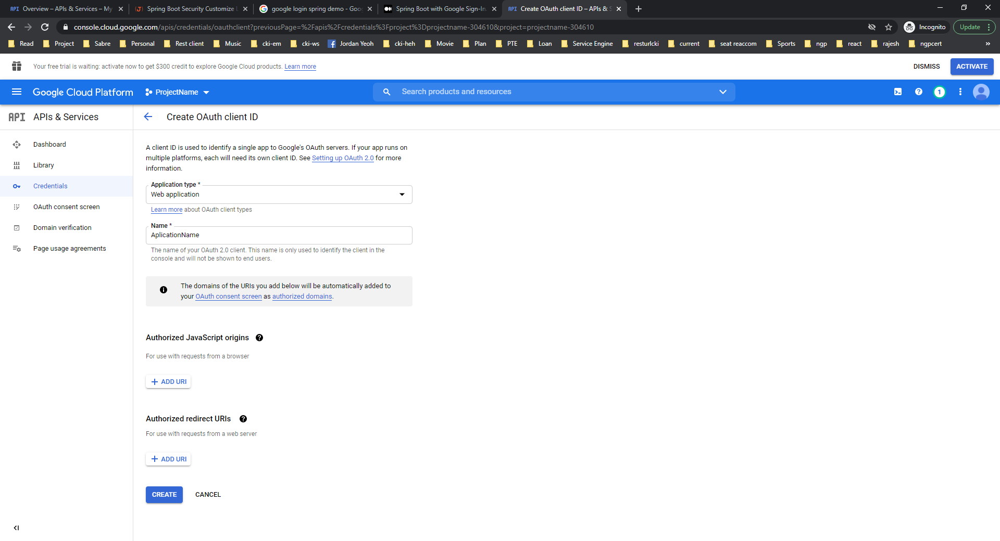 API Overview – APIs & Services – My
(J) Spring Boot Security Customize L
google login spring demo - Goog
Spring Boot with Google Sign-In.
API Create OAuth client ID – APIs & S
console.cloud.google.com/apis/credentials/oauthclient?previousPage=%2Fapis%2Fcredentials%3Fproject%3Dprojectname-304610&project=projectname-304610
Incognito
Update
Read Project Sabre Personal Rest client Music cki-em cki-ws Jordan Yeoh cki-heh Movie Plan PTE Loan Service Engine resturlcki current seat reaccom Sports ngp react rajesh ngpcert »
Your free trial is waiting: activate now to get $300 credit to explore Google Cloud products. Learn more
DISMISS
ACTIVATE
Google Cloud Platform
ProjectName
Search products and resources
1
API APIs & Services
Create OAuth client ID
Dashboard
Library
Credentials
OAuth consent screen
Domain verification
Page usage agreements
A client ID is used to identify a single app to Google's OAuth servers. If your app runs on
multiple platforms, each will need its own client ID. See Setting up OAuth 2.0 for more
information.
Application type *
Web application
Learn more about OAuth client types
Name *
AplicationName
The name of your OAuth 2.0 client. This name is only used to identify the client in the
console and will not be shown to end users.
The domains of the URIs you add below will be automatically added to
your OAuth consent screen as authorized domains.
Authorized JavaScript origins
For use with requests from a browser
+ ADD URI
Authorized redirect URIs
For use with requests from a web server
+ ADD URI
CREATE
CANCEL